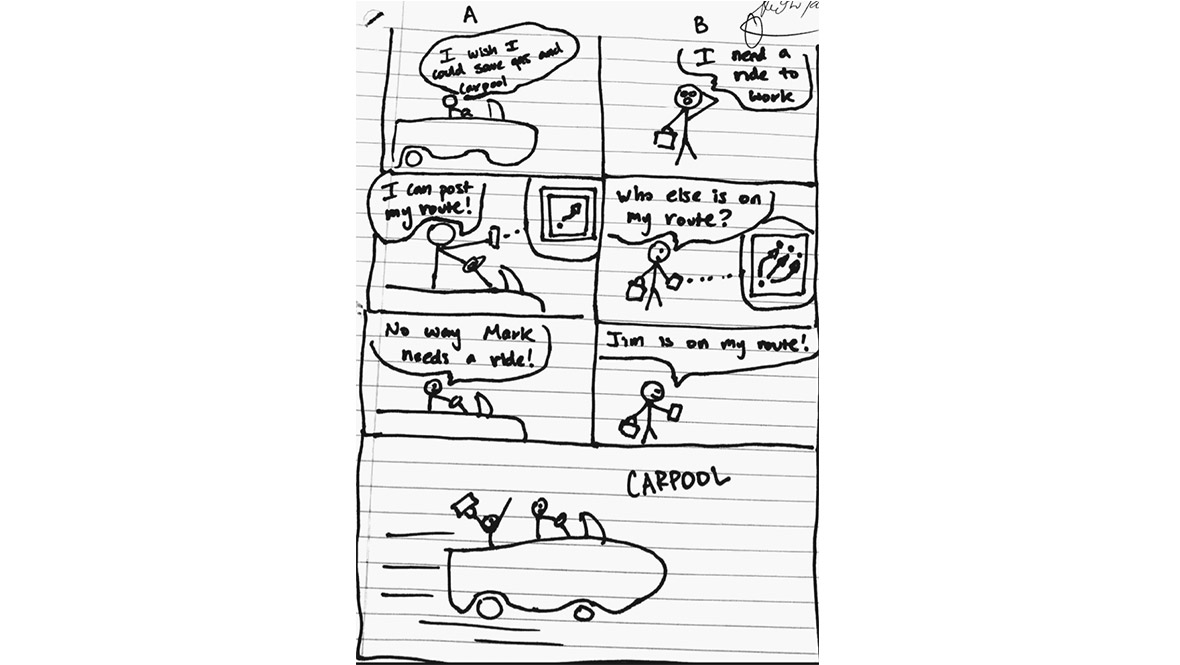 A
B
I wish I
could save gas and
carpool
I need a
ride to
work
I can post
my route!
Who else is on
my route?
No way Mark
needs a ride!
Jim is on my route!
CARPOOL